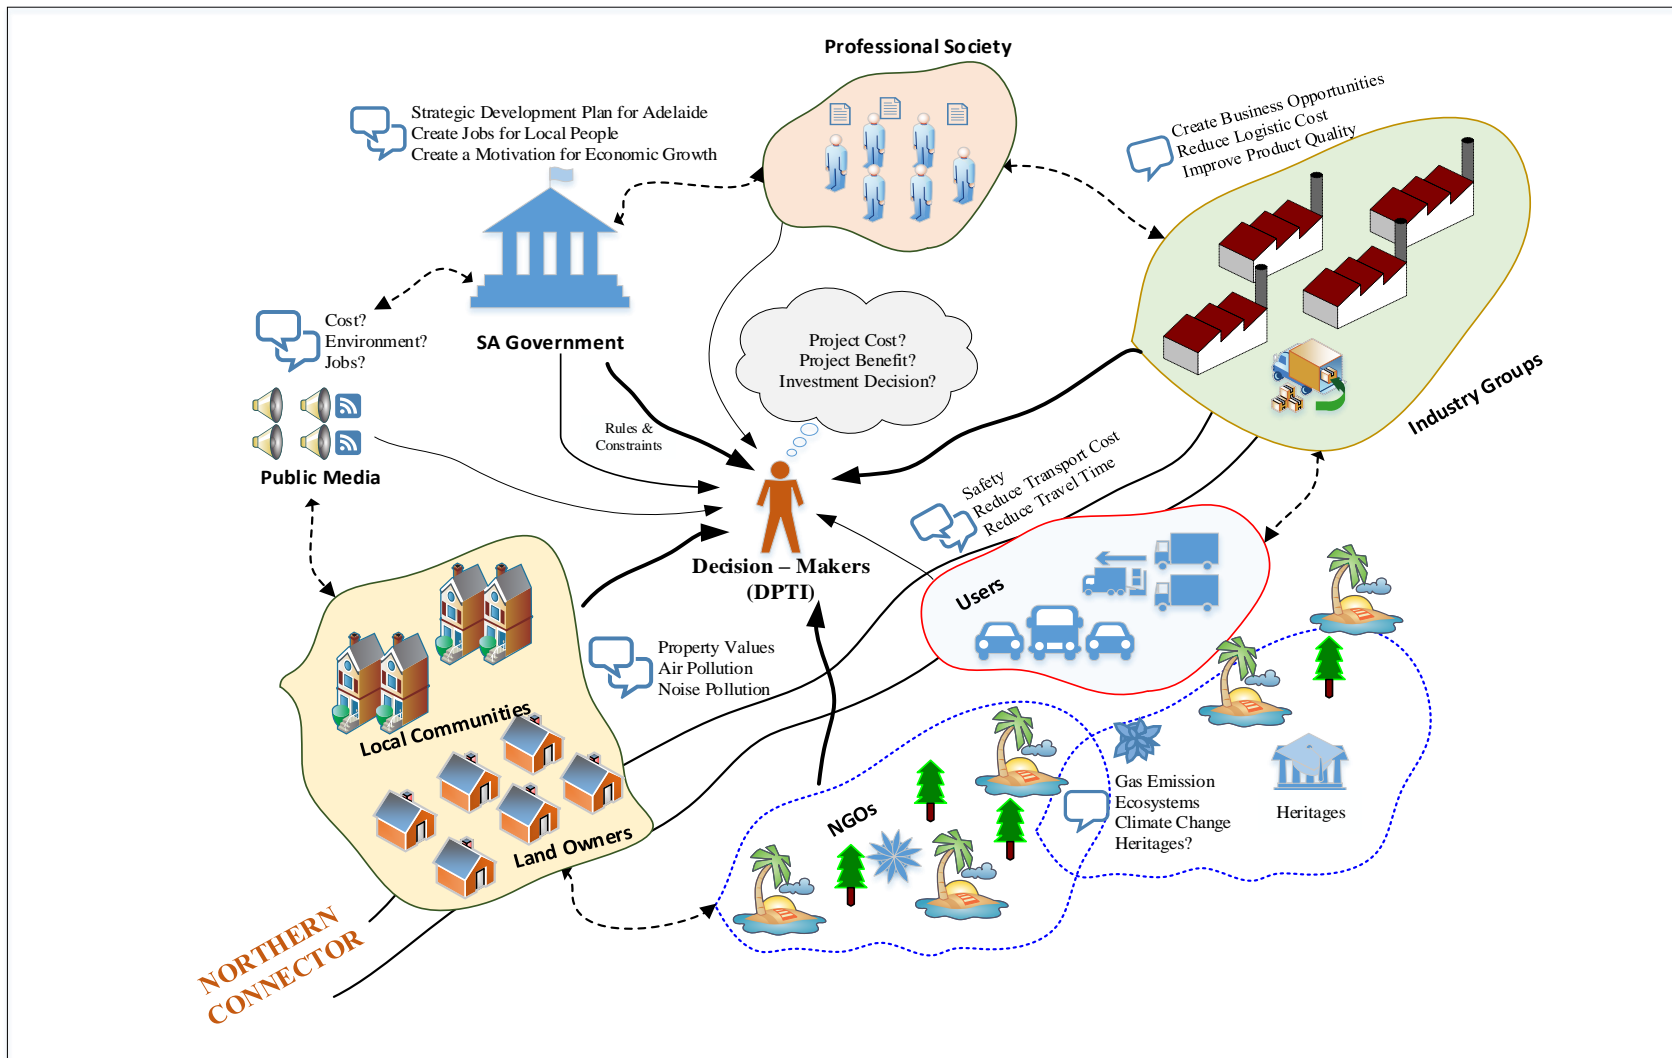 Professional Society
Strategic Development Plan for Adelaide
Create Jobs for Local People
Create a Motivation for Economic Growth
Create Business Opportunities
Reduce Logistic Cost
Improve Product Quality
Cost?
Environment?
Jobs?
SA Government
Project Cost?
Project Benefit?
Investment Decision?
Industry Groups
Rules &
Constraints
Public Media
Safety
Reduce Transport Cost
Reduce Travel Time
Decision – Makers
(DPTI)
Users
Property Values
Air Pollution
Noise Pollution
Local Communities
Land Owners
NGOs
Gas Emission
Ecosystems
Climate Change
Heritages?
Heritages
NORTHERN
CONNECTOR